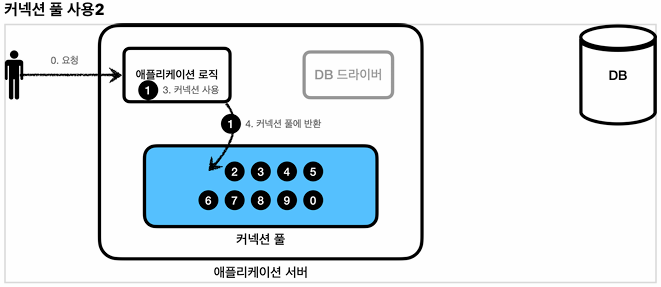 커넥션 풀 사용2
0. 요청
애플리케이션 로직
1 3. 커넥션 사용
DB 드라이버
DB
1 4. 커넥션 풀에 반환
2 3 4 5
6 7 8 9 0
커넥션 풀
애플리케이션 서버